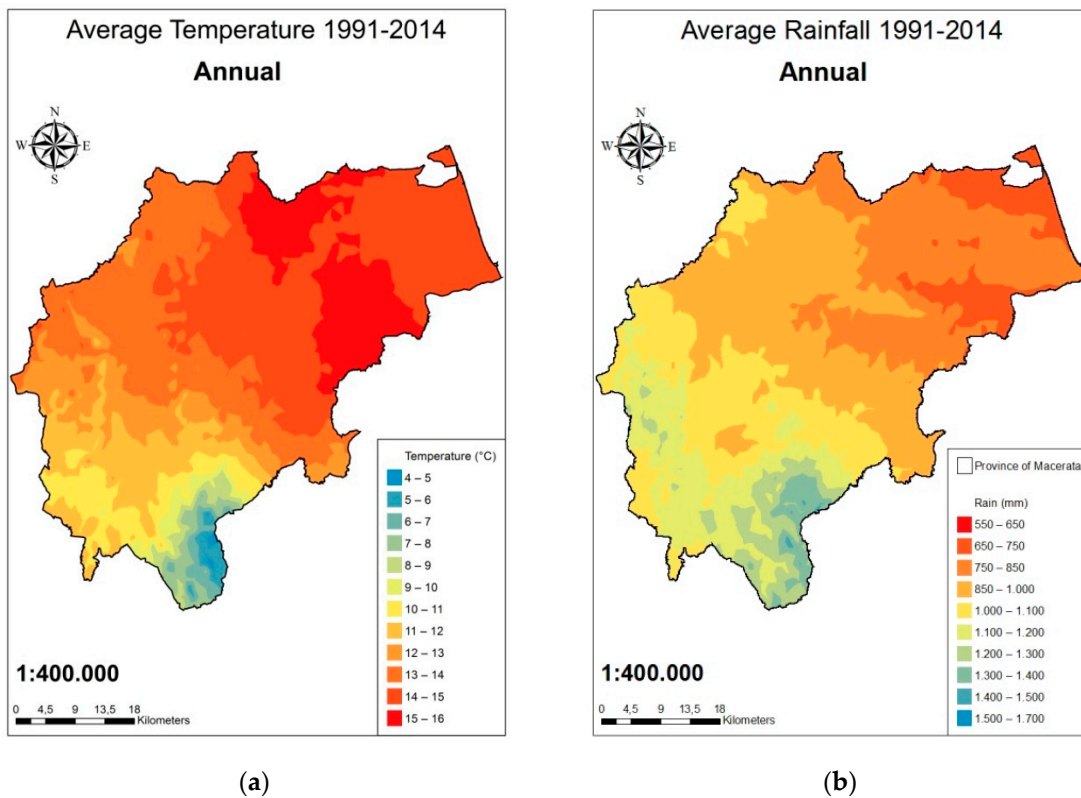 Average Temperature 1991-2014
Annual
N
W E
S
Temperature (°C)
4 – 5
5 – 6
6 – 7
7 – 8
8 – 9
9 – 10
10 – 11
11 – 12
12 – 13
13 – 14
14 – 15
15 – 16
1:400.000
0 4,5 9 13,5 18
Kilometers
(a)
Average Rainfall 1991-2014
Annual
N
W E
S
Province of Macerata
Rain (mm)
550 – 650
650 – 750
750 – 850
850 – 1.000
1.000 – 1.100
1.100 – 1.200
1.200 – 1.300
1.300 – 1.400
1.400 – 1.500
1.500 – 1.700
1:400.000
0 4,5 9 13,5 18
Kilometers
(b)